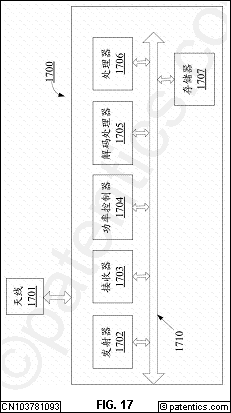 1700
天线
1701
发射器
1702
接收器
1703
功率控制器
1704
解码处理器
1705
处理器
1706
存储器
1707
1710
©patentics
CN103781093
FIG. 17
© patentics.com